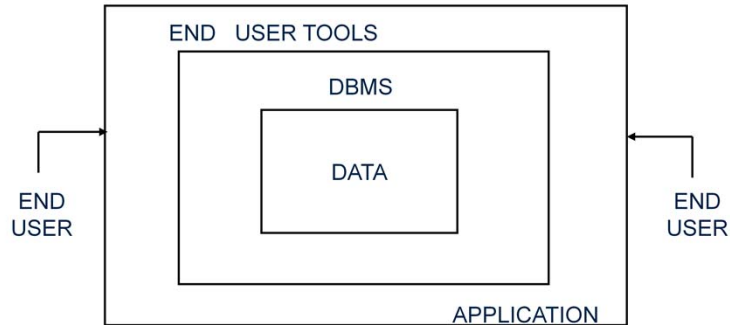 END USER TOOLS
DBMS
DATA
END
USER
END
USER
APPLICATION